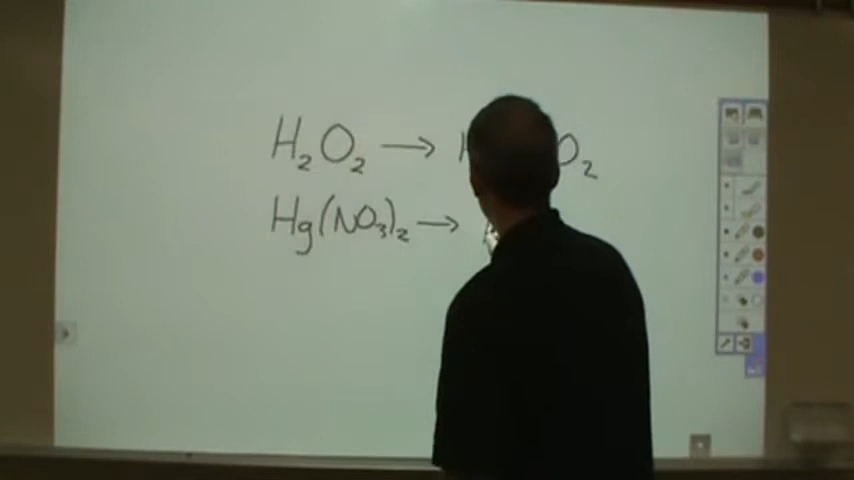 H₂O₂ → O₂
Hg(NO₃)₂ →